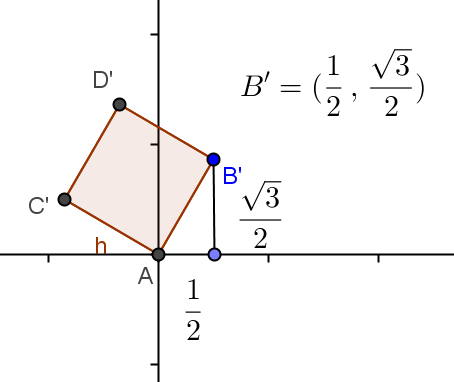 D'
B' = (1/2 , √3/2)
B'
√3/2
C'
h
A
1/2